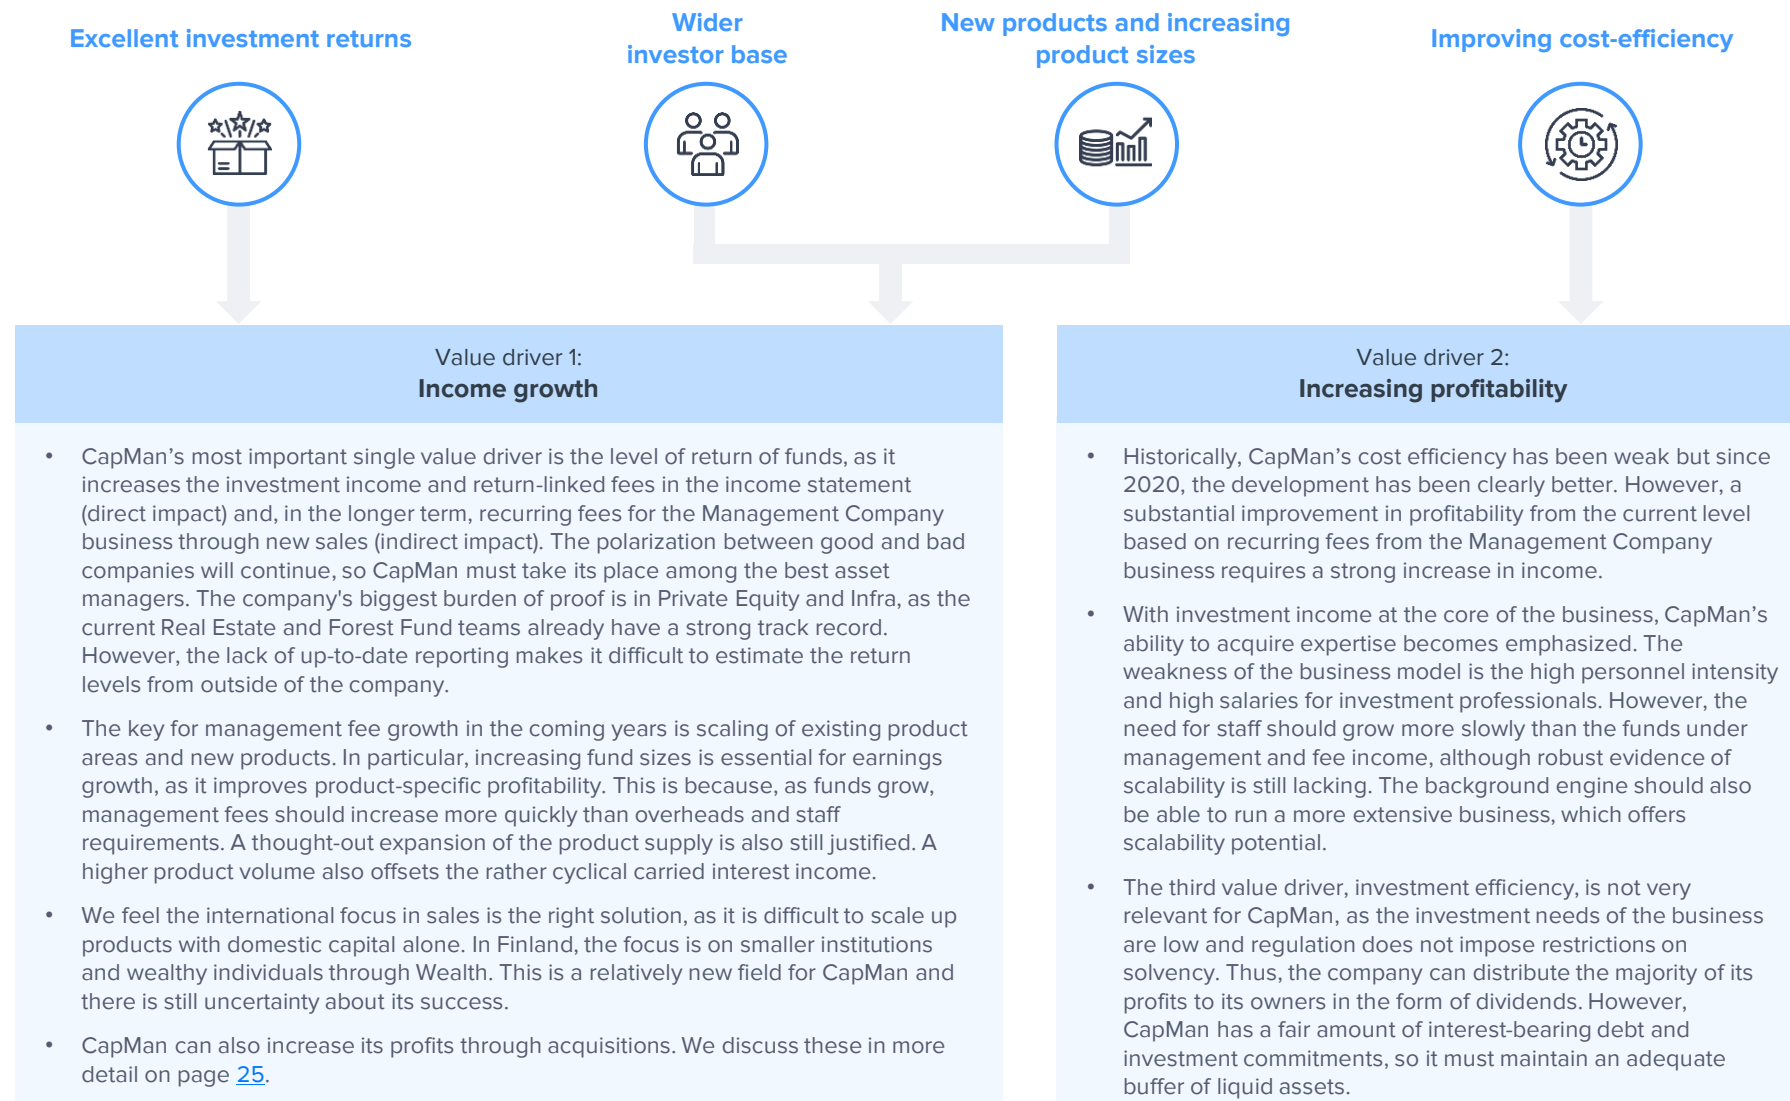 Excellent investment returns
Wider
investor base
New products and increasing
product sizes
Improving cost-efficiency
Value driver 1:
Income growth
• CapMan’s most important single value driver is the level of return of funds, as it
increases the investment income and return-linked fees in the income statement
(direct impact) and, in the longer term, recurring fees for the Management Company
business through new sales (indirect impact). The polarization between good and bad
companies will continue, so CapMan must take its place among the best asset
managers. The company's biggest burden of proof is in Private Equity and Infra, as the
current Real Estate and Forest Fund teams already have a strong track record.
However, the lack of up-to-date reporting makes it difficult to estimate the return
levels from outside of the company.
• The key for management fee growth in the coming years is scaling of existing product
areas and new products. In particular, increasing fund sizes is essential for earnings
growth, as it improves product-specific profitability. This is because, as funds grow,
management fees should increase more quickly than overheads and staff
requirements. A thought-out expansion of the product supply is also still justified. A
higher product volume also offsets the rather cyclical carried interest income.
• We feel the international focus in sales is the right solution, as it is difficult to scale up
products with domestic capital alone. In Finland, the focus is on smaller institutions
and wealthy individuals through Wealth. This is a relatively new field for CapMan and
there is still uncertainty about its success.
• CapMan can also increase its profits through acquisitions. We discuss these in more
detail on page 25.
Value driver 2:
Increasing profitability
• Historically, CapMan’s cost efficiency has been weak but since
2020, the development has been clearly better. However, a
substantial improvement in profitability from the current level
based on recurring fees from the Management Company
business requires a strong increase in income.
• With investment income at the core of the business, CapMan’s
ability to acquire expertise becomes emphasized. The
weakness of the business model is the high personnel intensity
and high salaries for investment professionals. However, the
need for staff should grow more slowly than the funds under
management and fee income, although robust evidence of
scalability is still lacking. The background engine should also
be able to run a more extensive business, which offers
scalability potential.
• The third value driver, investment efficiency, is not very
relevant for CapMan, as the investment needs of the business
are low and regulation does not impose restrictions on
solvency. Thus, the company can distribute the majority of its
profits to its owners in the form of dividends. However,
CapMan has a fair amount of interest-bearing debt and
investment commitments, so it must maintain an adequate
buffer of liquid assets.